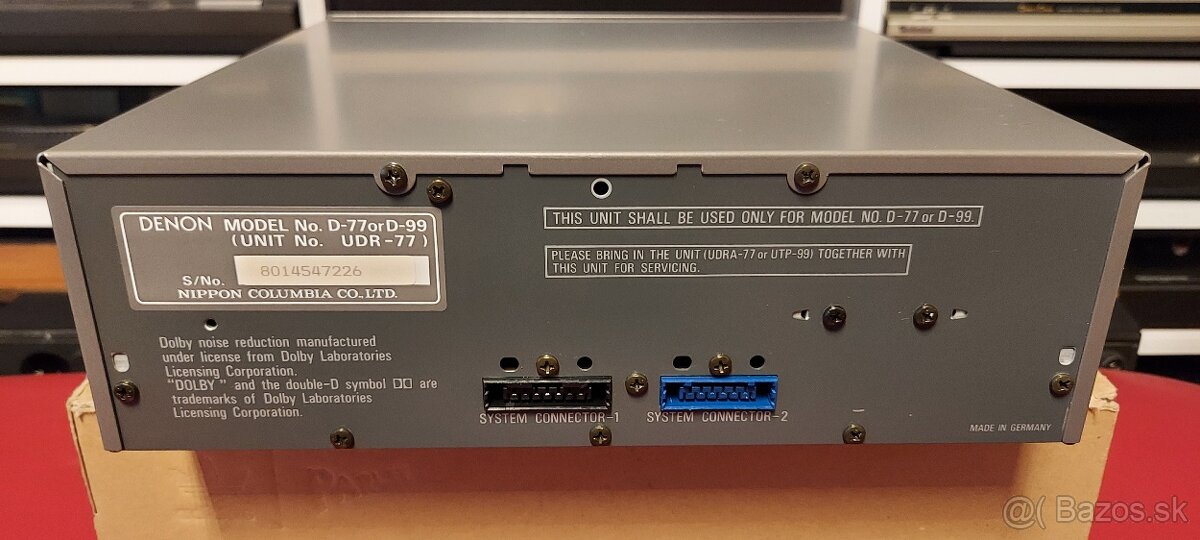 DENON MODEL No. D-77 or D-99
(UNIT No. UDR-77)
S/No. 8014547226
NIPPON COLUMBIA CO., LTD.
THIS UNIT SHALL BE USED ONLY FOR MODEL NO. D-77 or D-99.
PLEASE BRING IN THE UNIT (UDRA-77 or UTP-99) TOGETHER WITH
THIS UNIT FOR SERVICING.
Dolby noise reduction manufactured
under license from Dolby Laboratories
Licensing Corporation.
"DOLBY" and the double-D symbol are
trademarks of Dolby Laboratories
Licensing Corporation.
SYSTEM CONNECTOR-1
SYSTEM CONNECTOR-2
MADE IN GERMANY
@( Bazos.sk